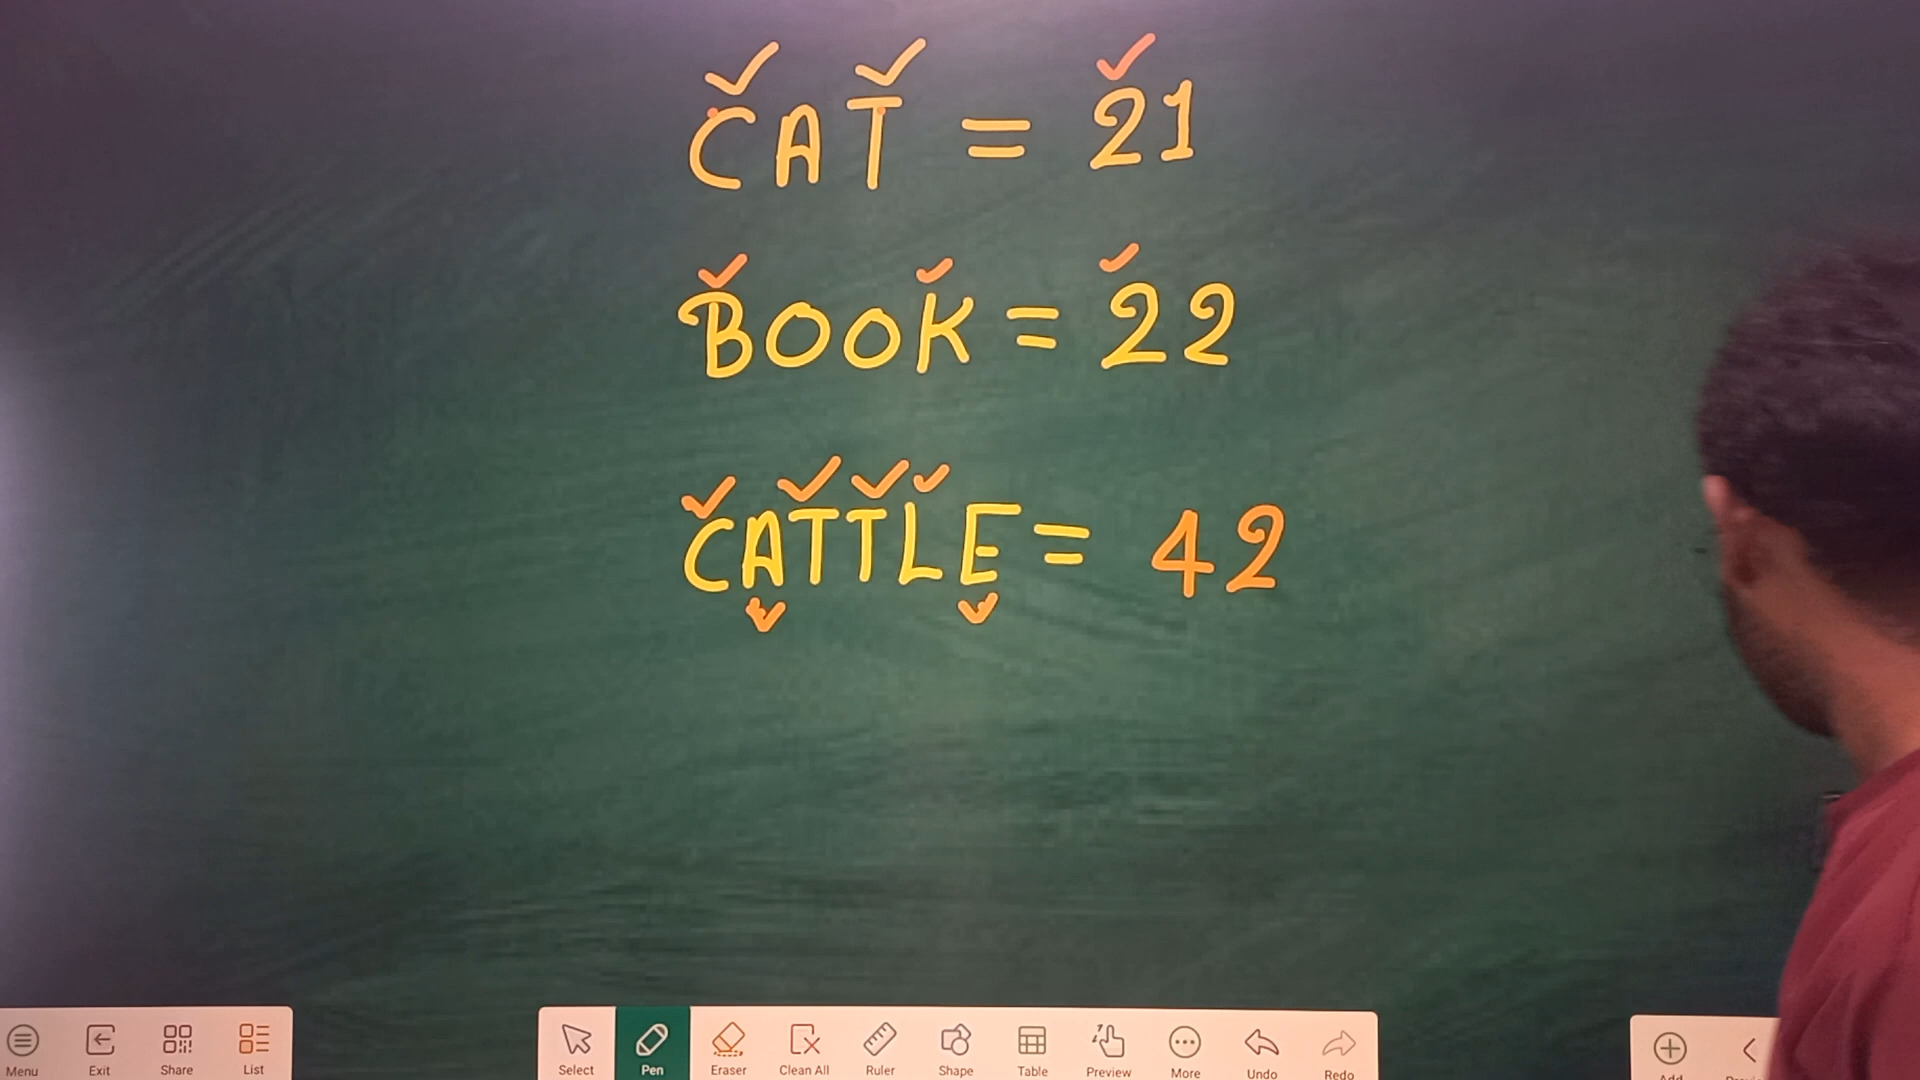 CAT = 21
BOOK = 22
CATTLE = 42
Menu Exit Share List Select Pen Eraser Clean All Ruler Shape Table Preview More Undo Redo